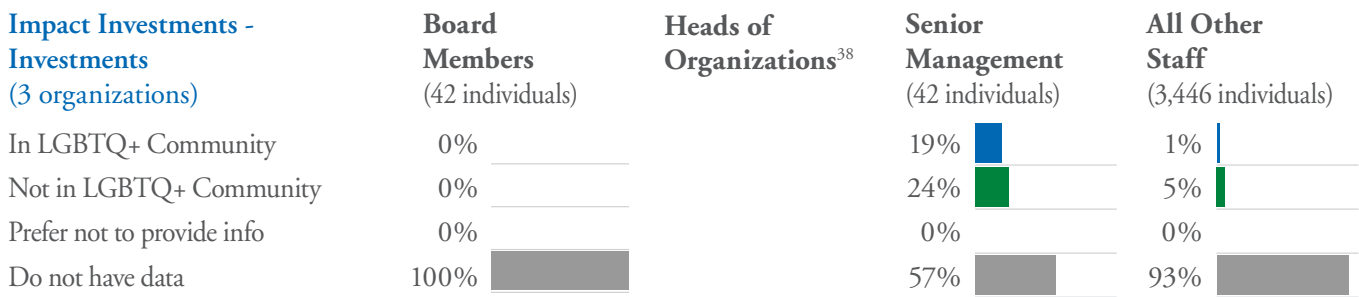 Impact Investments -
Investments
(3 organizations)
Board
Members
(42 individuals)
Heads of
Organizations38
Senior
Management
(42 individuals)
All Other
Staff
(3,446 individuals)
In LGBTQ+ Community 0% 19% 1%
Not in LGBTQ+ Community 0% 24% 5%
Prefer not to provide info 0% 0% 0%
Do not have data 100% 57% 93%